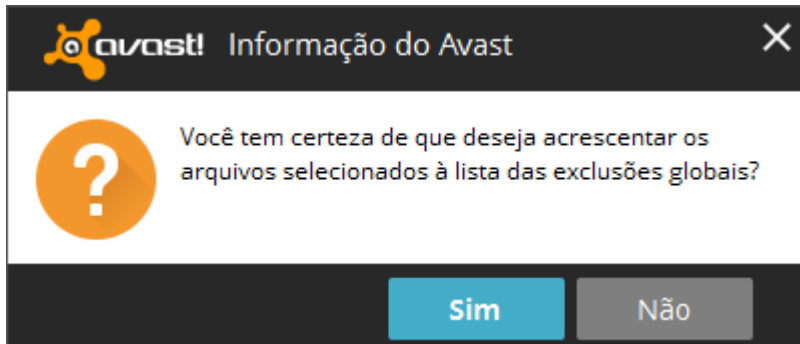 avast! Informação do Avast
Você tem certeza de que deseja acrescentar os
arquivos selecionados à lista das exclusões globais?
Sim Não